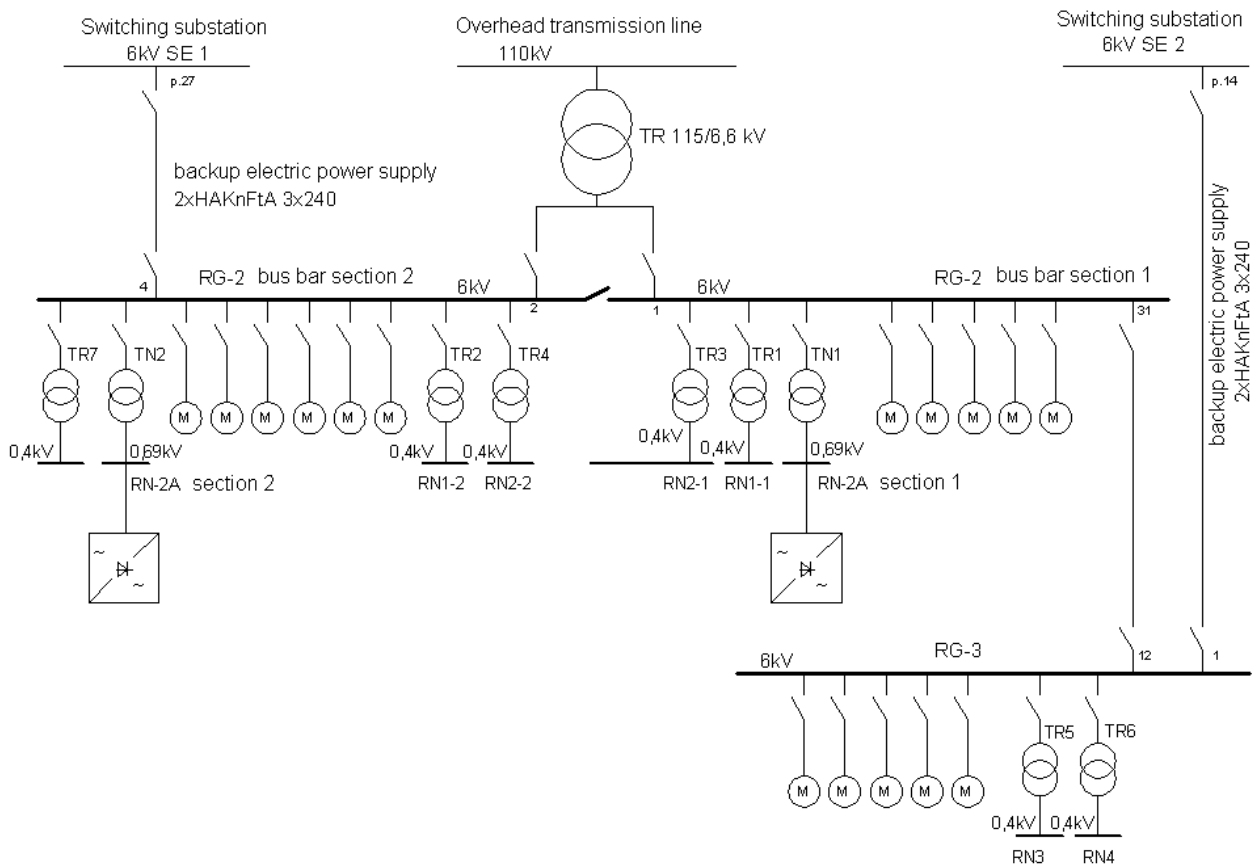 Switching substation
6kV SE 1
p.27
Overhead transmission line
110kV
Switching substation
6kV SE 2
p.14
TR 115/6,6 kV
backup electric power supply
2xHAKnFtA 3x240
backup electric power supply
2xHAKnFtA 3x240
4
RG-2 bus bar section 2
6kV
2
1
6kV
RG-2 bus bar section 1
31
TR7
TN2
M
M
M
M
M
M
TR2
TR4
TR3
TR1
TN1
M
M
M
M
M
0,4kV
0,69kV
0,4kV
0,4kV
0,4kV
0,4kV
0,69kV
RN-2A section 2
RN1-2
RN2-2
RN2-1
RN1-1
RN-2A section 1
~
~
~
~
6kV
RG-3
12
1
M
M
M
M
M
TR5
TR6
0,4kV
0,4kV
RN3
RN4